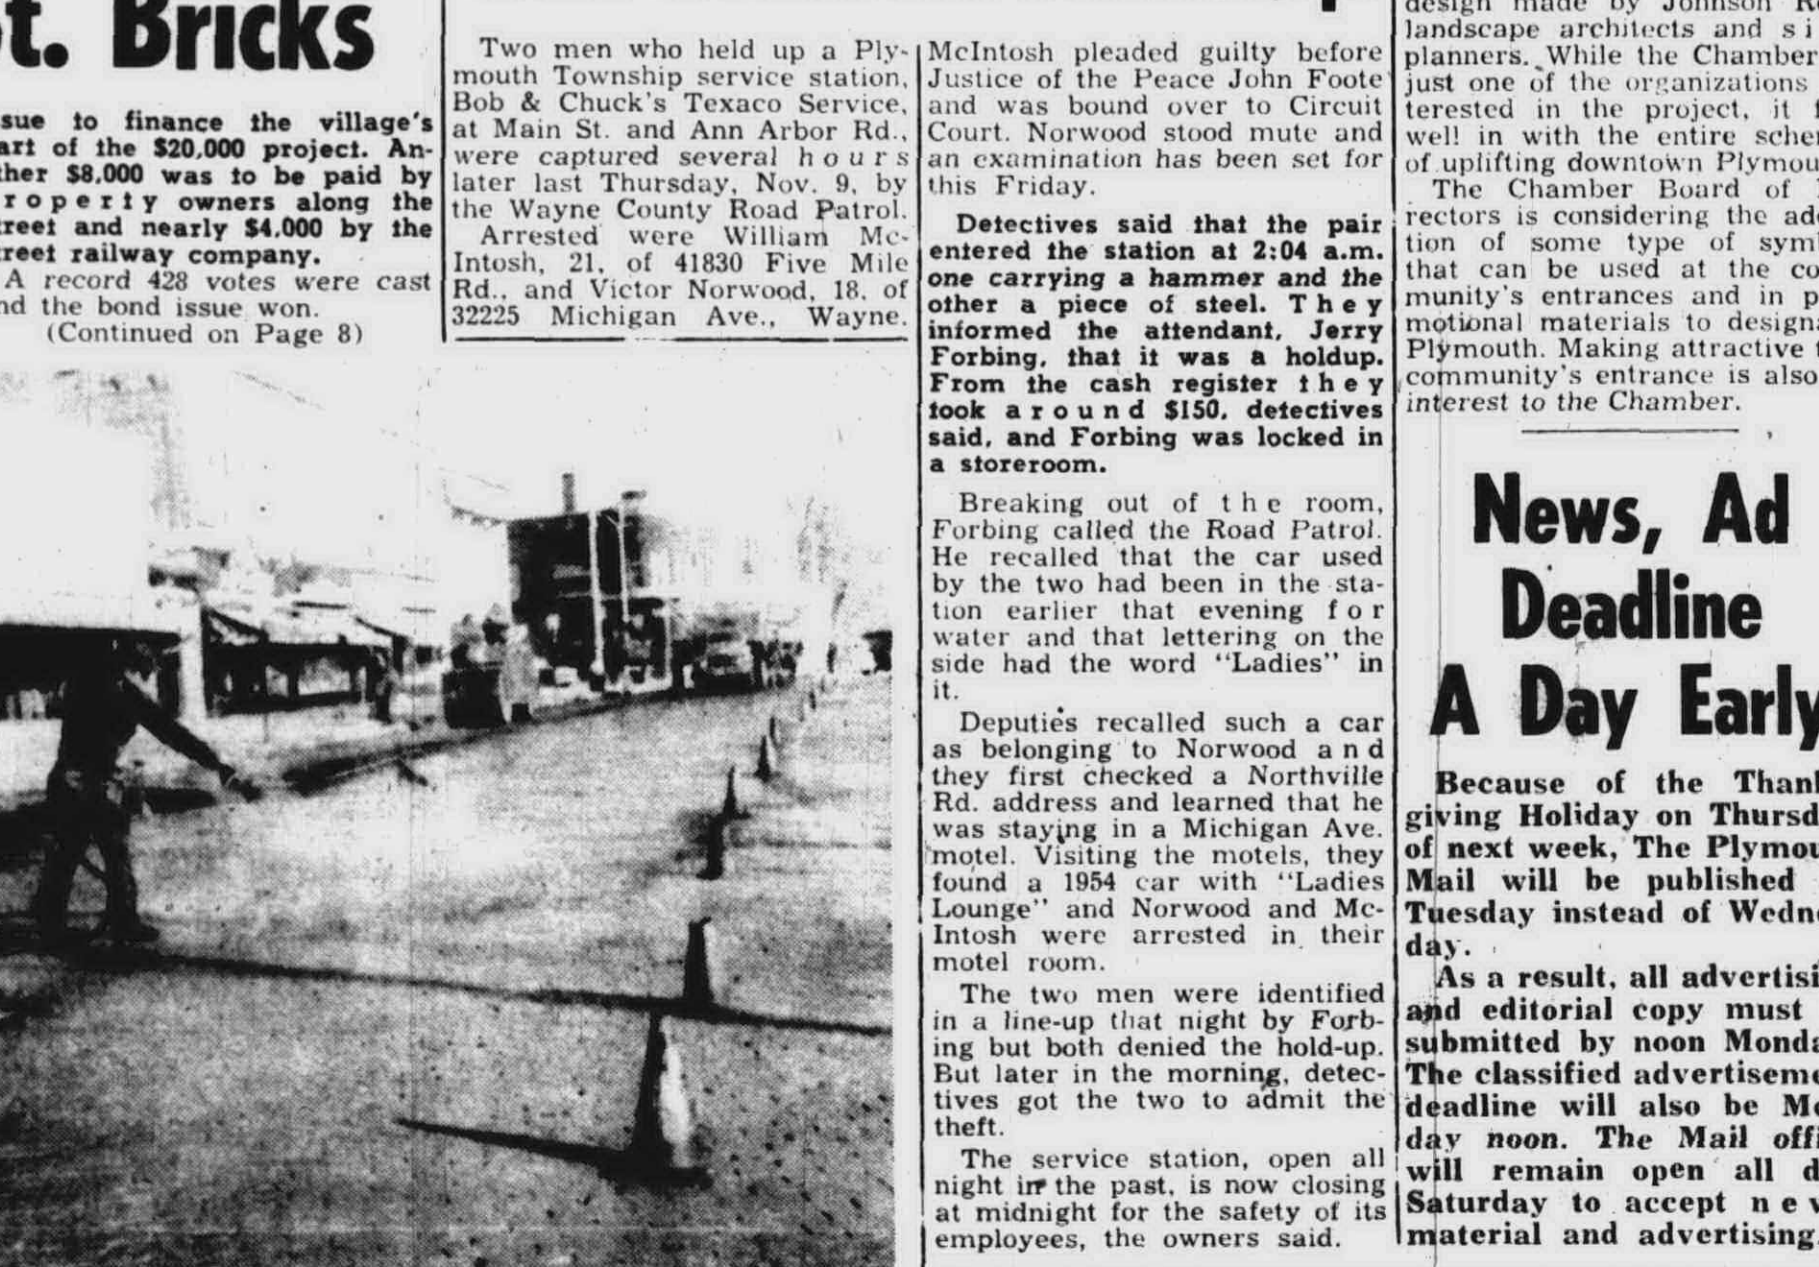 t. Bricks
sue to finance the village's
art of the $20,000 project. An-
her $8,000 was to be paid by
roperty owners along the
reet and nearly $4,000 by the
reet railway company.
A record 428 votes were cast
nd the bond issue won.
(Continued on Page 8)
Two men who held up a Ply-
mouth Township service station,
Bob & Chuck's Texaco Service,
at Main St. and Ann Arbor Rd.,
were captured several hours
later last Thursday, Nov. 9, by
the Wayne County Road Patrol.
Arrested were William Mc-
Intosh, 21, of 41830 Five Mile
Rd., and Victor Norwood, 18, of
32225 Michigan Ave., Wayne.
McIntosh pleaded guilty before
Justice of the Peace John Foote
and was bound over to Circuit
Court. Norwood stood mute and
an examination has been set for
this Friday.
Detectives said that the pair
entered the station at 2:04 a.m.
one carrying a hammer and the
other a piece of steel. They
informed the attendant, Jerry
Forbing, that it was a holdup.
From the cash register they
took around $150, detectives
said, and Forbing was locked in
a storeroom.
Breaking out of the room,
Forbing called the Road Patrol.
He recalled that the car used
by the two had been in the sta-
tion earlier that evening for
water and that lettering on the
side had the word "Ladies" in
it.
Deputies recalled such a car
as belonging to Norwood and
they first checked a Northville
Rd. address and learned that he
was staying in a Michigan Ave.
motel. Visiting the motels, they
found a 1954 car with "Ladies
Lounge" and Norwood and Mc-
Intosh were arrested in their
motel room.
The two men were identified
in a line-up that night by Forb-
ing but both denied the hold-up.
But later in the morning, detec-
tives got the two to admit the
theft.
The service station, open all
night in the past, is now closing
at midnight for the safety of its
employees, the owners said.
design made by Johnson
landscape architects and si
planners. While the Chamber
just one of the organizations
terested in the project, it
well in with the entire sche
of uplifting downtown Plymou
The Chamber Board of
rectors is considering the ad
tion of some type of sym
that can be used at the co
munity's entrances and in p
motional materials to design
Plymouth. Making attractive
community's entrance is also
interest to the Chamber.
News, Ad
Deadline
A Day Early
Because of the Thank
giving Holiday on Thursd
of next week, The Plymou
Mail will be published
Tuesday instead of Wedn
day.
As a result, all advertisi
and editorial copy must
submitted by noon Monda
The classified advertiseme
deadline will also be Mo
day noon. The Mail offi
will remain open all d
Saturday to accept new
material and advertising.